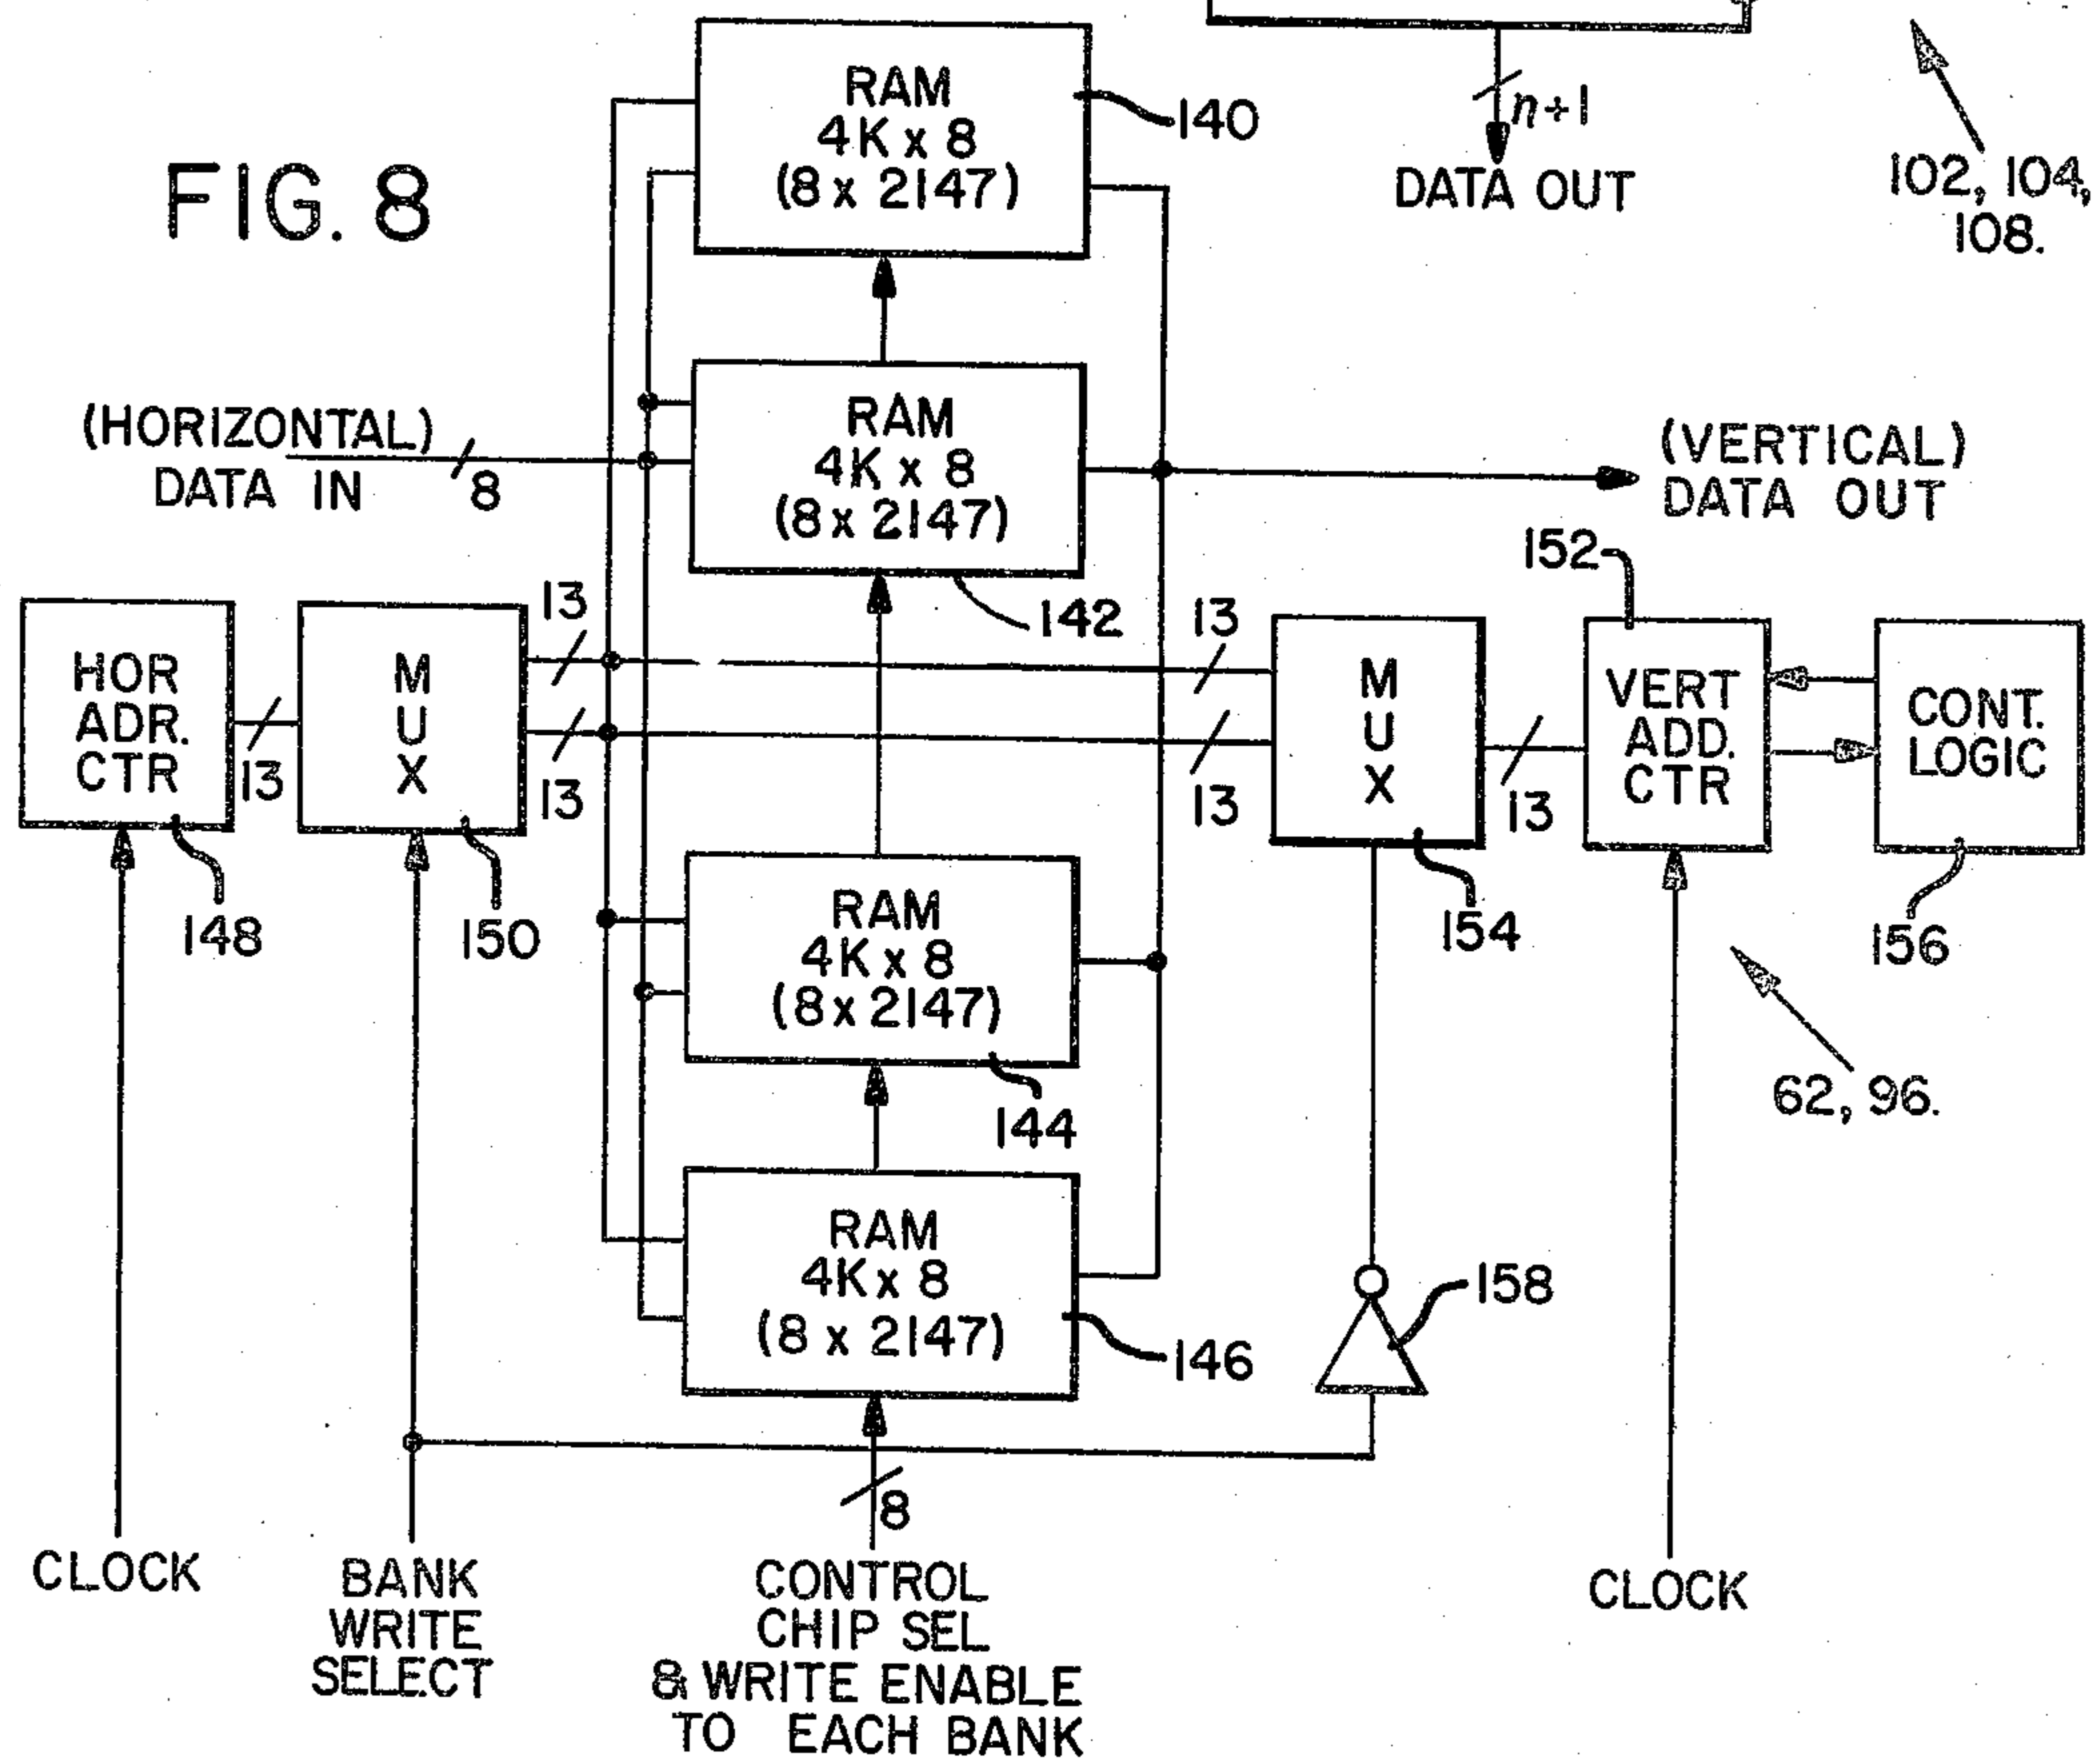 FIG. 8
RAM
4K x 8
(8 x 2147)
140
n+1
DATA OUT
102, 104,
108.
(HORIZONTAL)
DATA IN
8
RAM
4K x 8
(8 x 2147)
142
(VERTICAL)
DATA OUT
HOR
ADR.
CTR
148
13
MUX
150
13
13
13
13
MUX
154
13
152
VERT
ADD.
CTR
CONT.
LOGIC
156
62, 96.
RAM
4K x 8
(8 x 2147)
144
RAM
4K x 8
(8 x 2147)
146
158
8
CLOCK
BANK
WRITE
SELECT
CONTROL
CHIP SEL
& WRITE ENABLE
TO EACH BANK
CLOCK